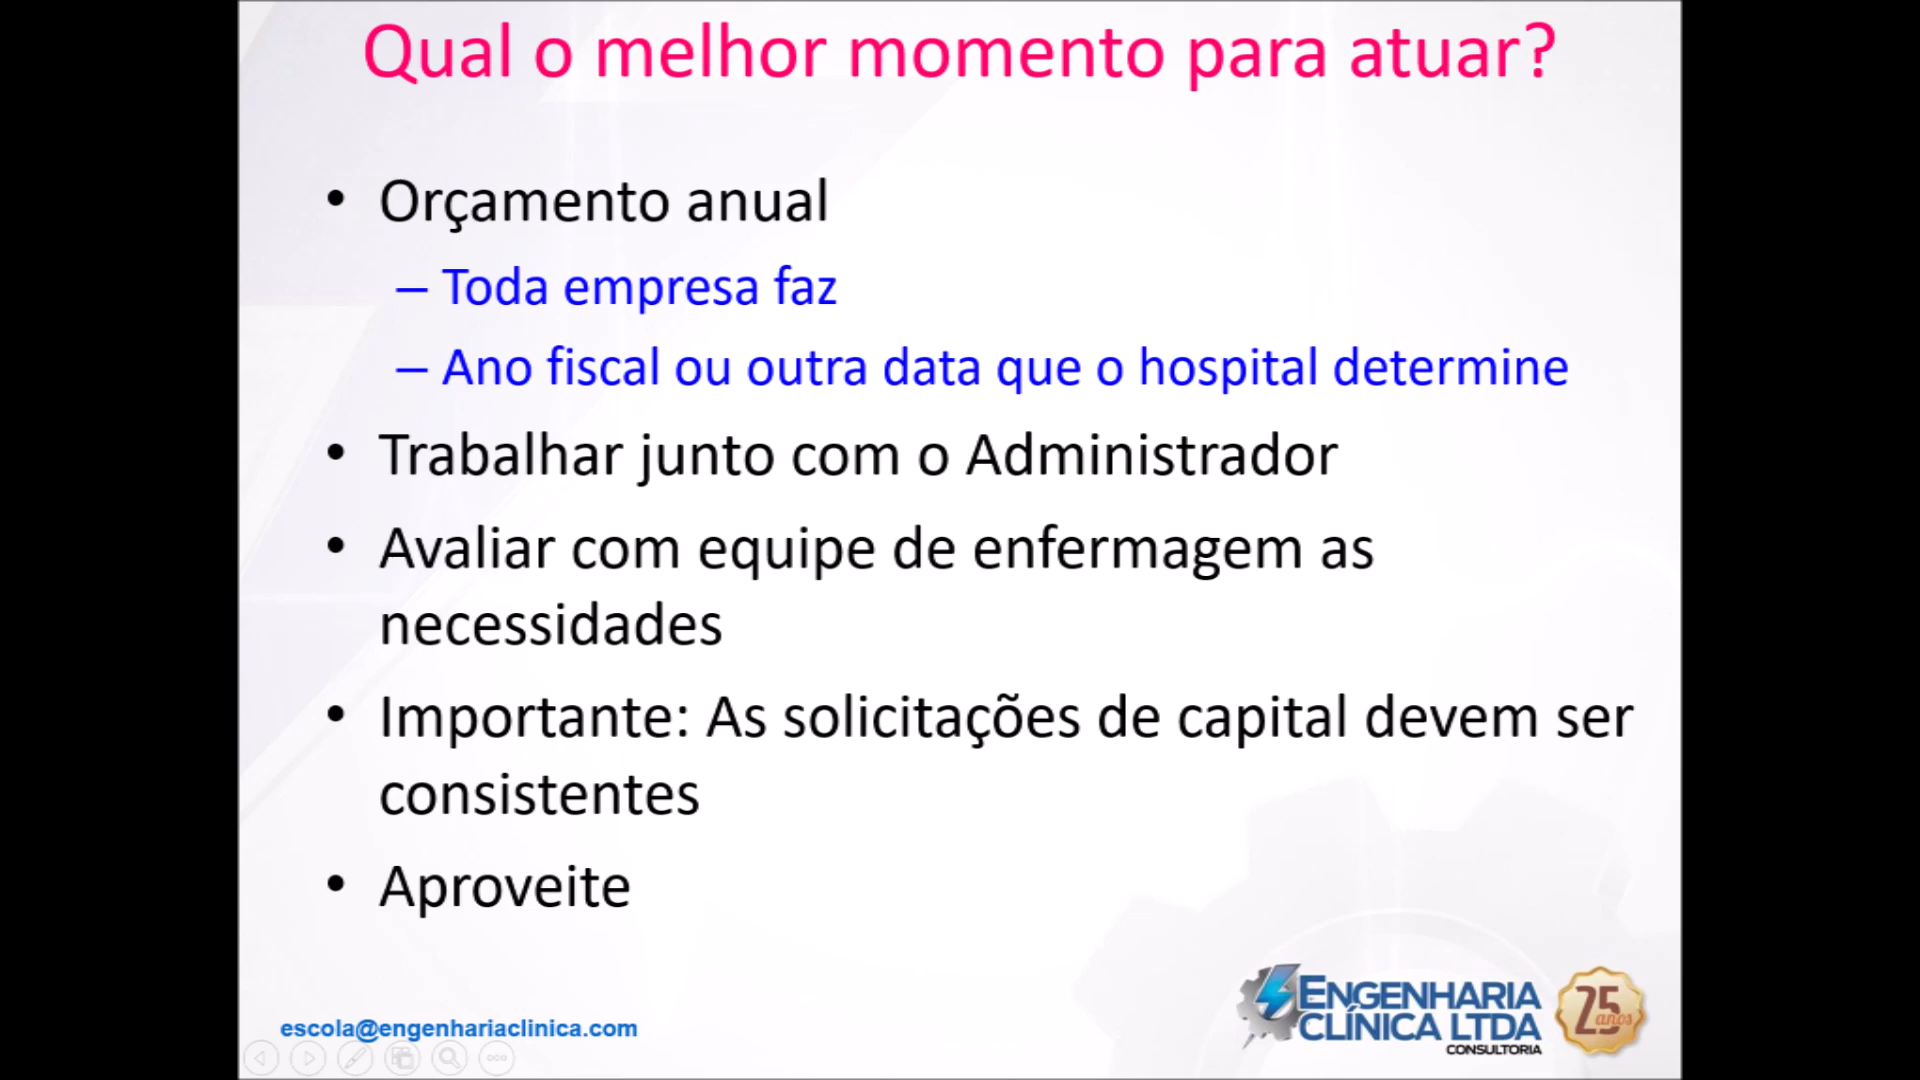 Qual o melhor momento para atuar?
• Orçamento anual
– Toda empresa faz
– Ano fiscal ou outra data que o hospital determine
• Trabalhar junto com o Administrador
• Avaliar com equipe de enfermagem as
necessidades
• Importante: As solicitações de capital devem ser
consistentes
• Aproveite
escola@engenhariaclinica.com
ENGENHARIA
CLÍNICA LTDA
CONSULTORIA
25
anos